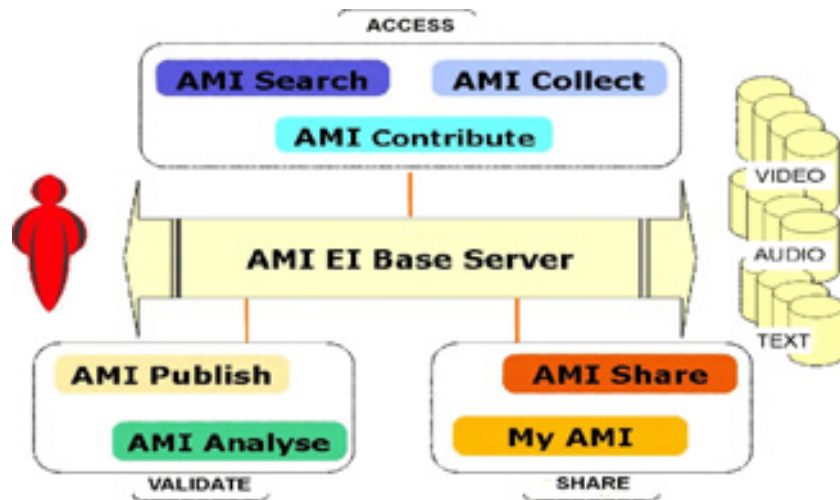 ACCESS
AMI Search
AMI Collect
AMI Contribute
VIDEO
AMI EI Base Server
AUDIO
TEXT
AMI Publish
AMI Share
AMI Analyse
My AMI
VALIDATE
SHARE